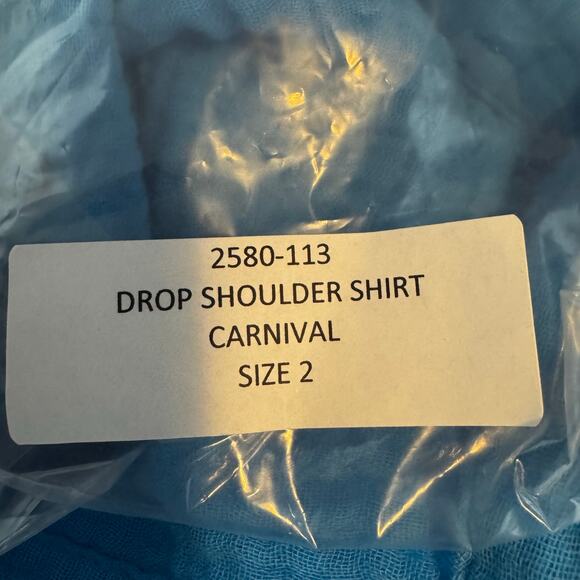 2580-113
DROP SHOULDER SHIRT
CARNIVAL
SIZE 2